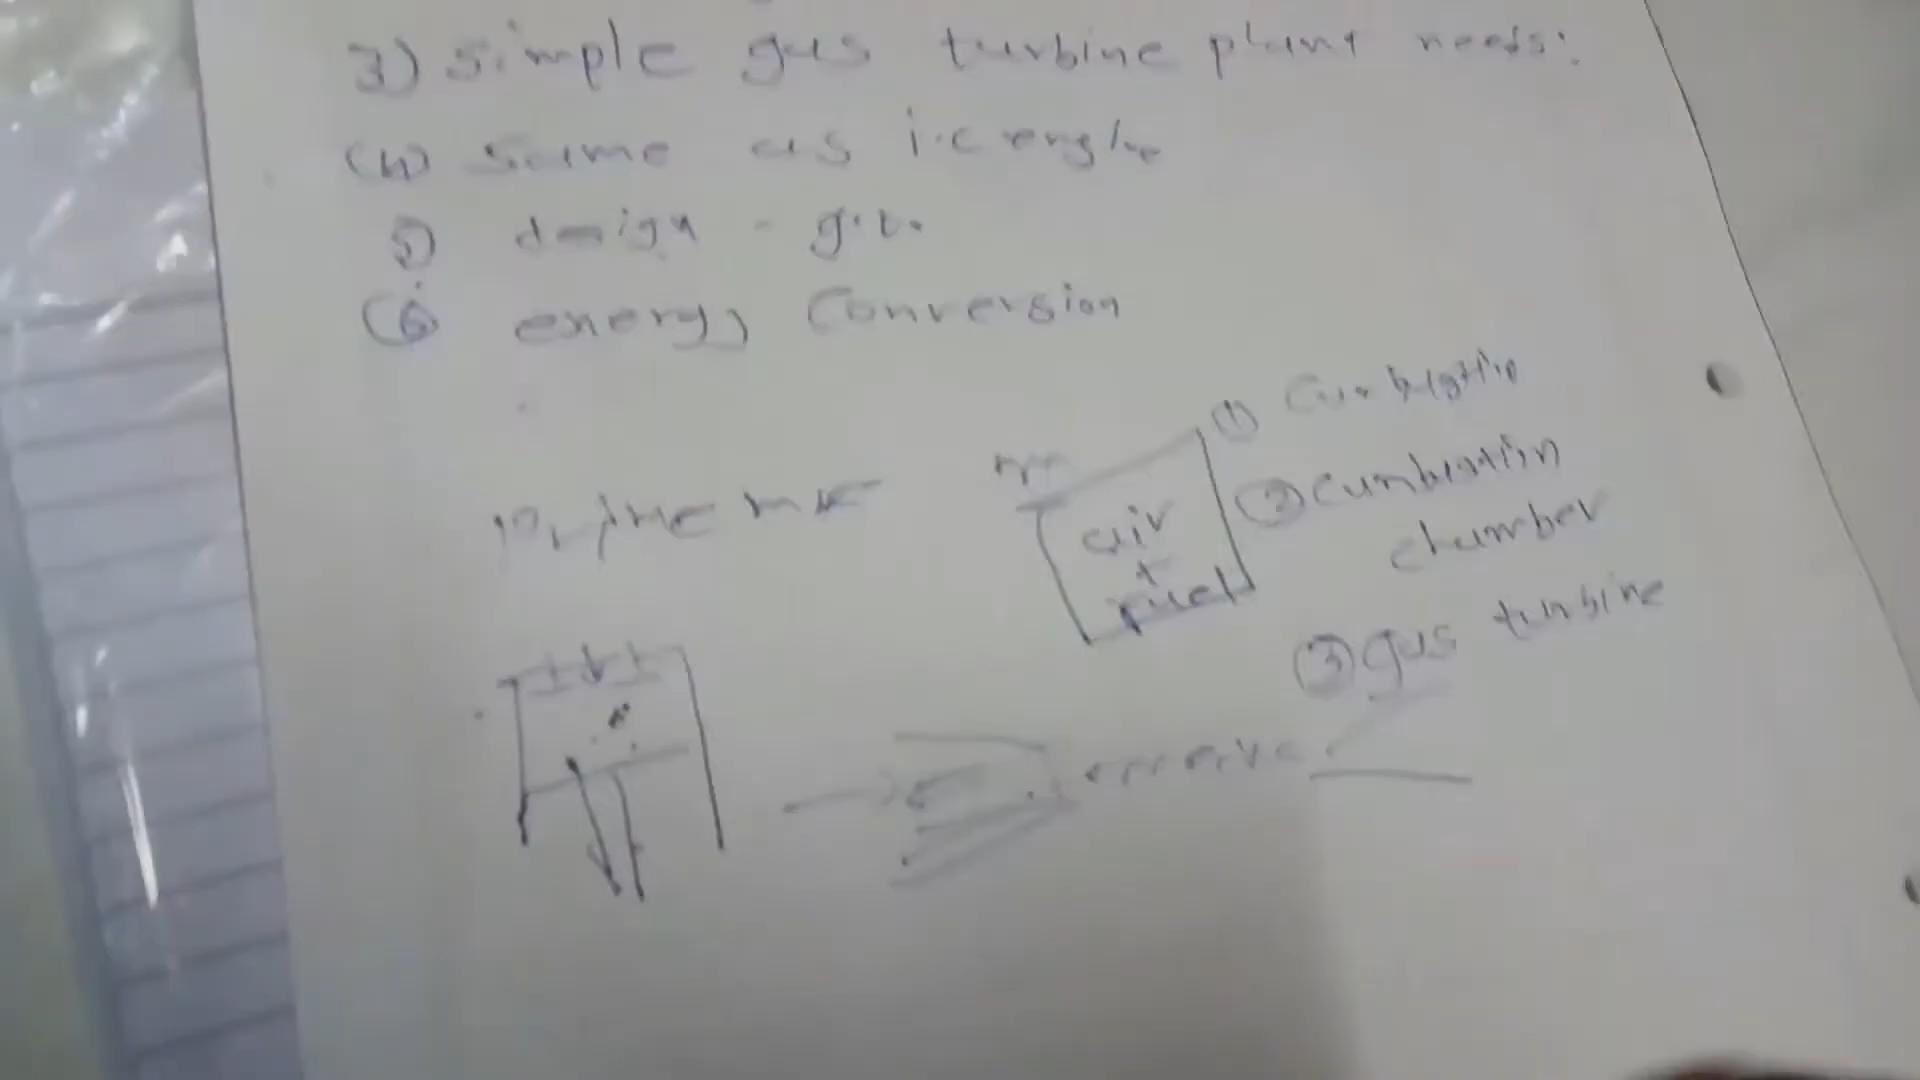 3) simple gas turbine plant needs:
(4) same as i.c engine
5) design - g.t.
(6) energy conversion
①
② combustion
chamber
air
+
fuel
③ gas turbine